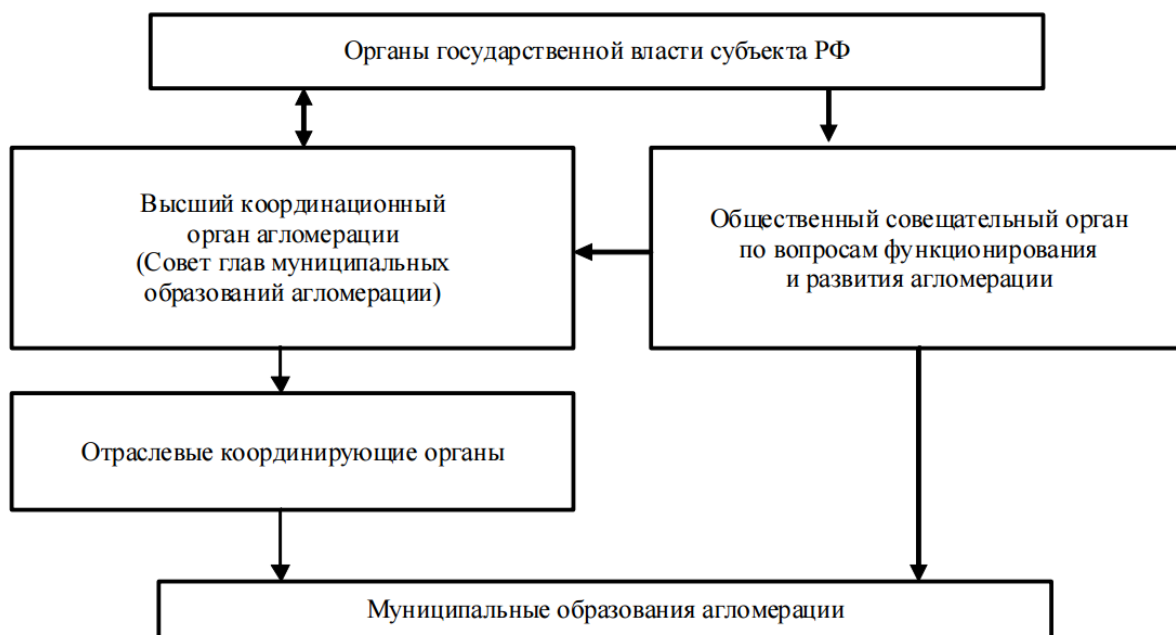 Органы государственной власти субъекта РФ
Высший координационный
орган агломерации
(Совет глав муниципальных
образований агломерации)
Общественный совещательный орган
по вопросам функционирования
и развития агломерации
Отраслевые координирующие органы
Муниципальные образования агломерации